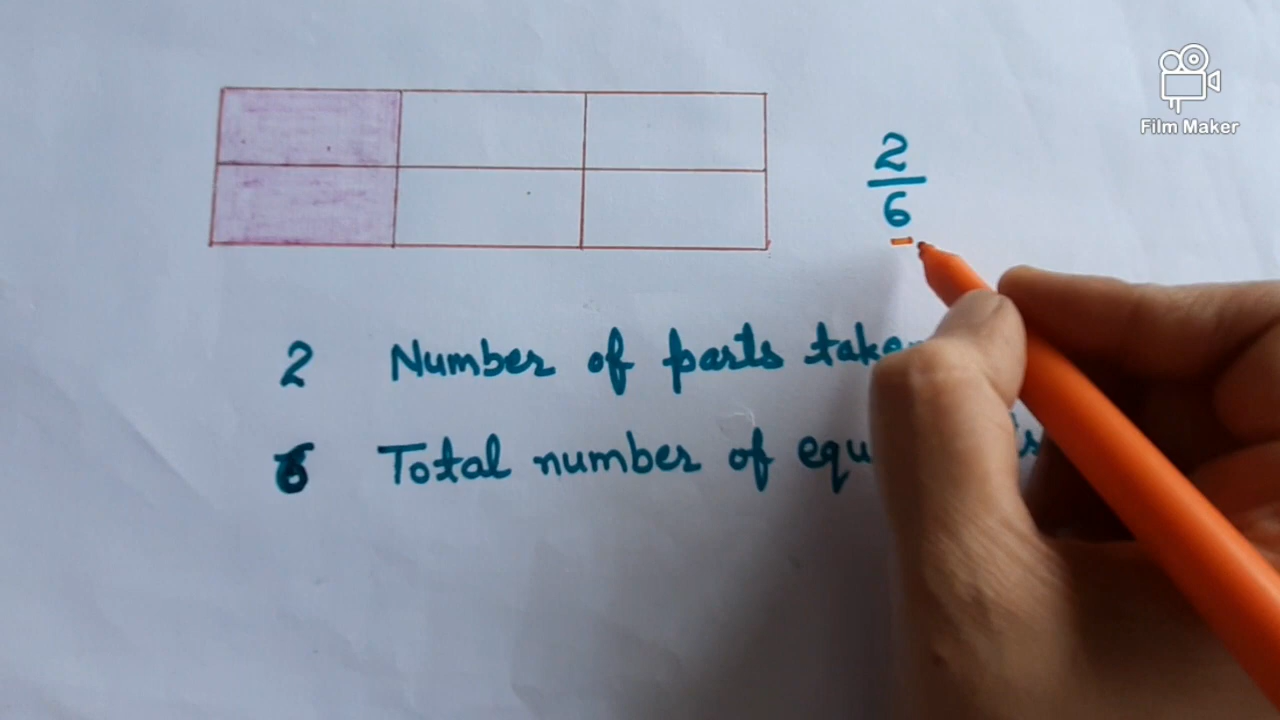 Film Maker
2
6
2 Number of parts
6 Total number of